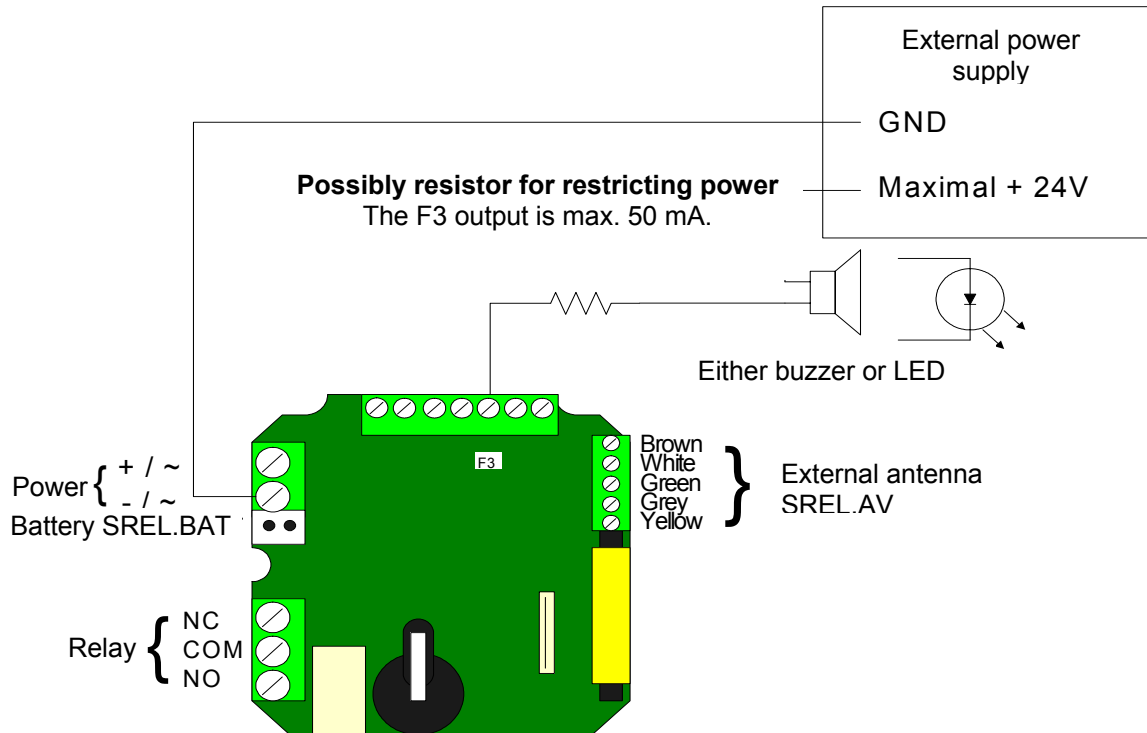 External power
supply
GND
Maximal + 24V
Possibly resistor for restricting power
The F3 output is max. 50 mA.
Either buzzer or LED
F3
Power { + / ~
- / ~
Battery SREL.BAT
Brown
White
Green
Grey
Yellow
} External antenna
SREL.AV
Relay { NC
COM
NO